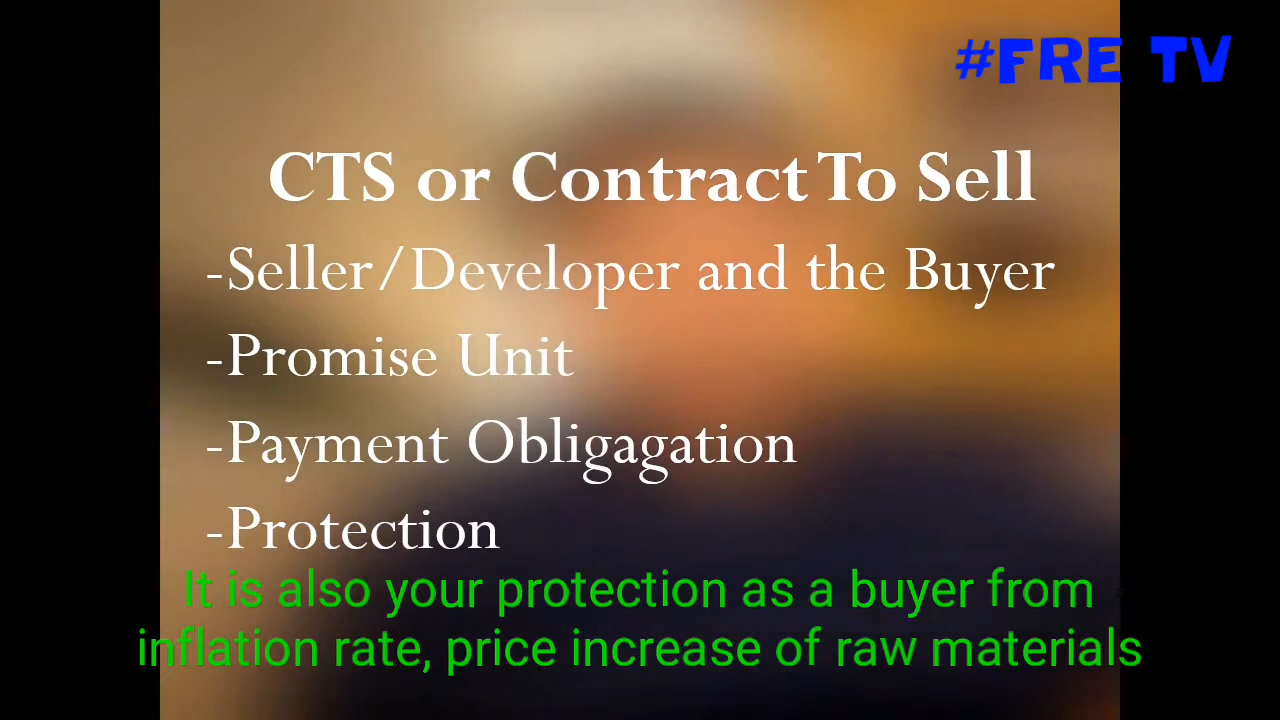 #FRE TV
CTS or Contract To Sell
-Seller/Developer and the Buyer
-Promise Unit
-Payment Obligagation
-Protection
It is also your protection as a buyer from
inflation rate, price increase of raw materials